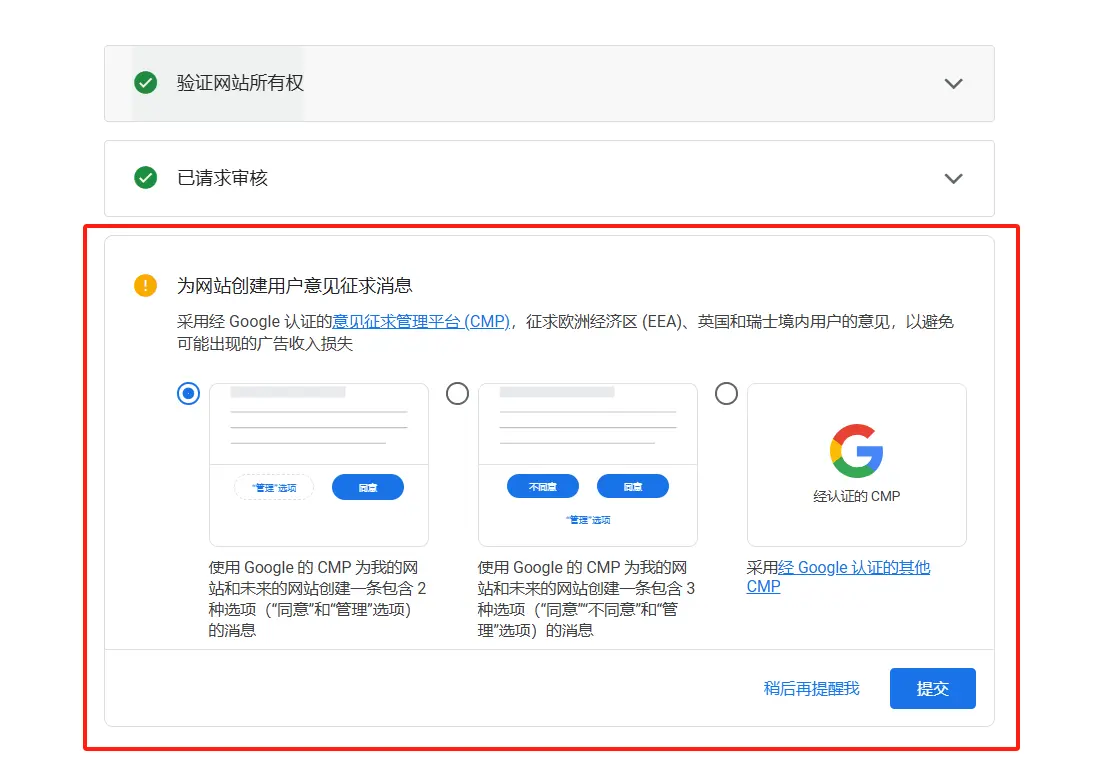 验证网站所有权
已请求审核
!
为网站创建用户意见征求消息
采用经 Google 认证的意见征求管理平台 (CMP)，征求欧洲经济区 (EEA)、英国和瑞士境内用户的意见，以避免
可能出现的广告收入损失
“管理”选项
同意
不同意
同意
“管理”选项
经认证的 CMP
使用 Google 的 CMP 为我的网
站和未来的网站创建一条包含 2
种选项（“同意”和“管理”选项）
的消息
使用 Google 的 CMP 为我的网
站和未来的网站创建一条包含 3
种选项（“同意”“不同意”和“管
理”选项）的消息
采用经 Google 认证的其他
CMP
稍后再提醒我
提交